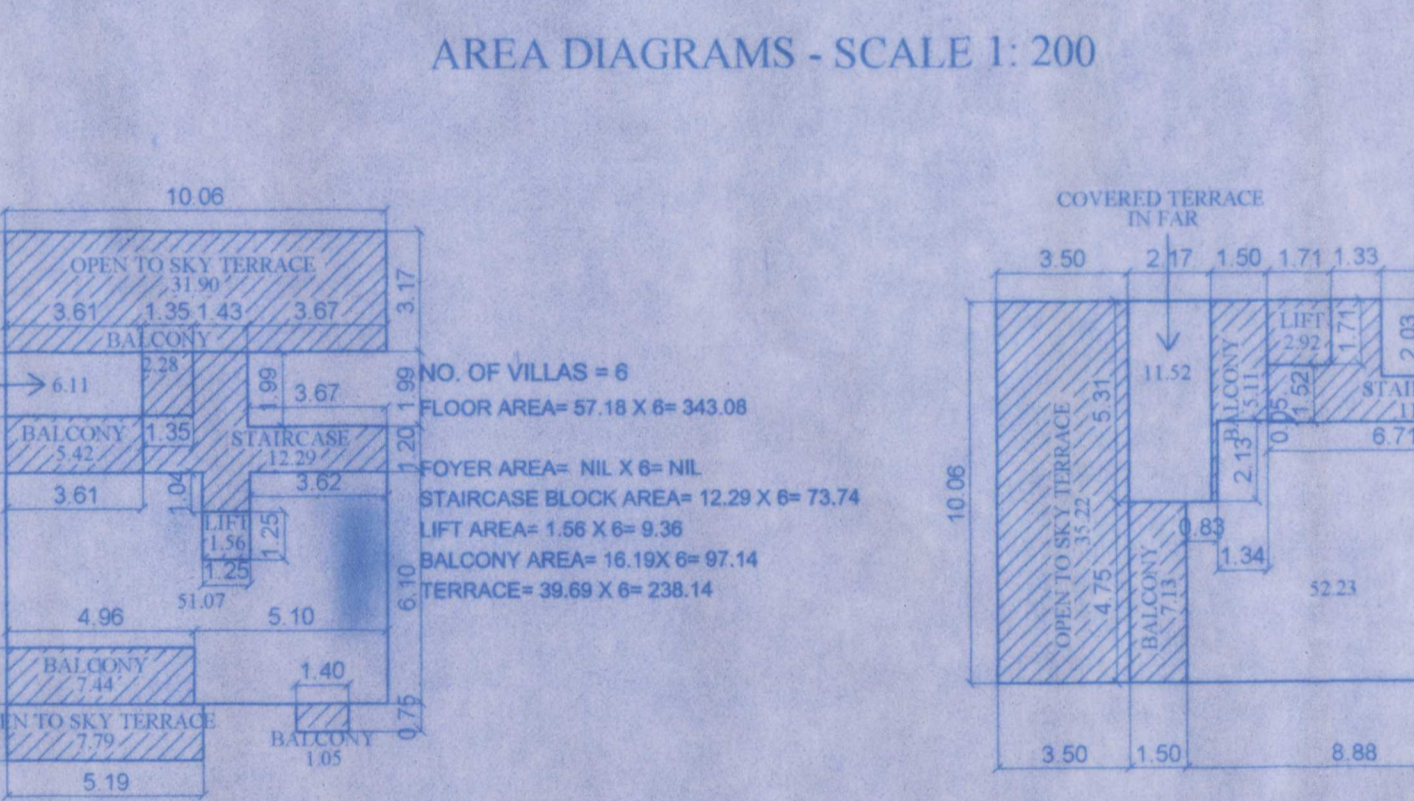 AREA DIAGRAMS - SCALE 1: 200
10.06
OPEN TO SKY TERRACE
31.90
3.17
3.61 1.35 1.43 3.67
BALCONY
2.28
6.11
1.99
3.67
1.99
BALCONY
5.42
1.35
STAIRCASE
12.29
1.20
3.61
1.04
3.62
LIFT
1.56
1.25
1.25
51.07
6.10
4.96 5.10
BALCONY
7.44
1.40
EN TO SKY TERRACE
7.79
0.75
BALCONY
1.05
5.19
NO. OF VILLAS = 6
FLOOR AREA= 57.18 X 6= 343.08
FOYER AREA= NIL X 6= NIL
STAIRCASE BLOCK AREA= 12.29 X 6= 73.74
LIFT AREA= 1.56 X 6= 9.36
BALCONY AREA= 16.19X 6= 97.14
TERRACE= 39.69 X 6= 238.14
COVERED TERRACE
IN FAR
3.50 2.17 1.50 1.71 1.33
LIFT
2.92
1.71
2.03
11.52
BALCONY
5.11
1.52
5.31
6.71
2.13
10.06
OPEN TO SKY TERRACE
35.22
0.83
1.34
4.75
BALCONY
7.13
52.23
3.50 1.50 8.88